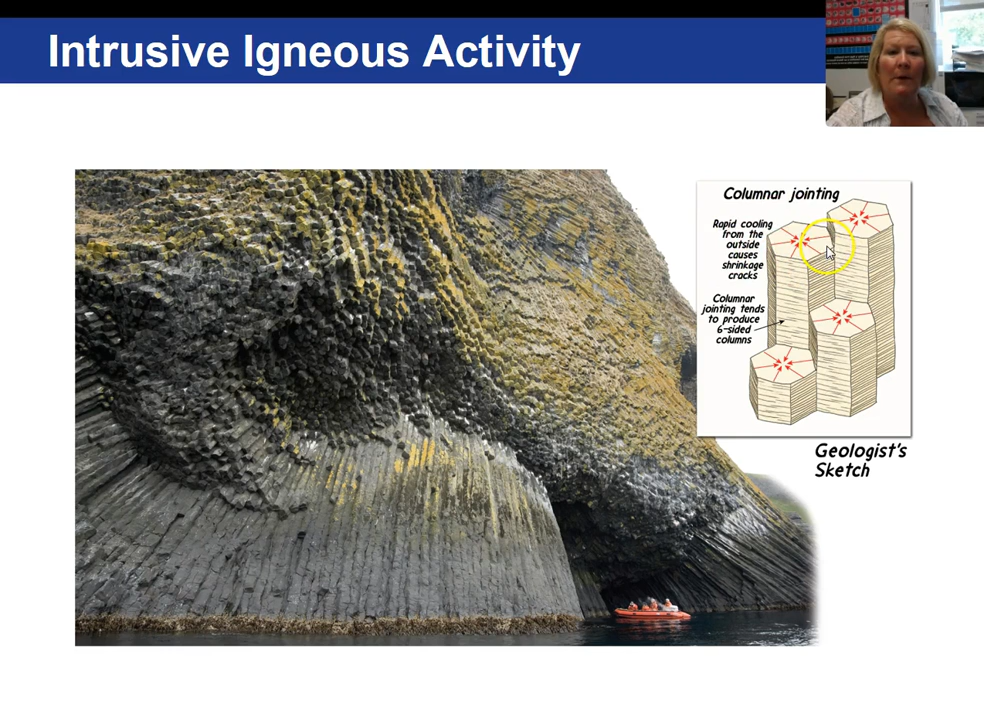 Intrusive Igneous Activity
Columnar jointing
Rapid cooling
from the
outside
causes
shrinkage
cracks
Columnar
jointing tends
to produce
6-sided
columns
Geologist's
Sketch